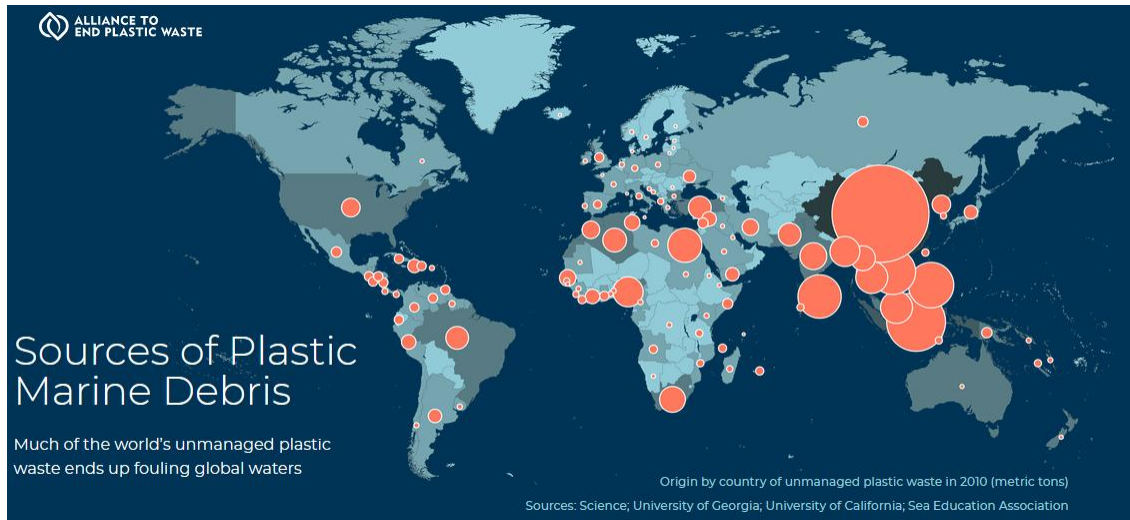 ALLIANCE TO
END PLASTIC WASTE
Sources of Plastic
Marine Debris
Much of the world's unmanaged plastic
waste ends up fouling global waters
Origin by country of unmanaged plastic waste in 2010 (metric tons)
Sources: Science; University of Georgia; University of California; Sea Education Association